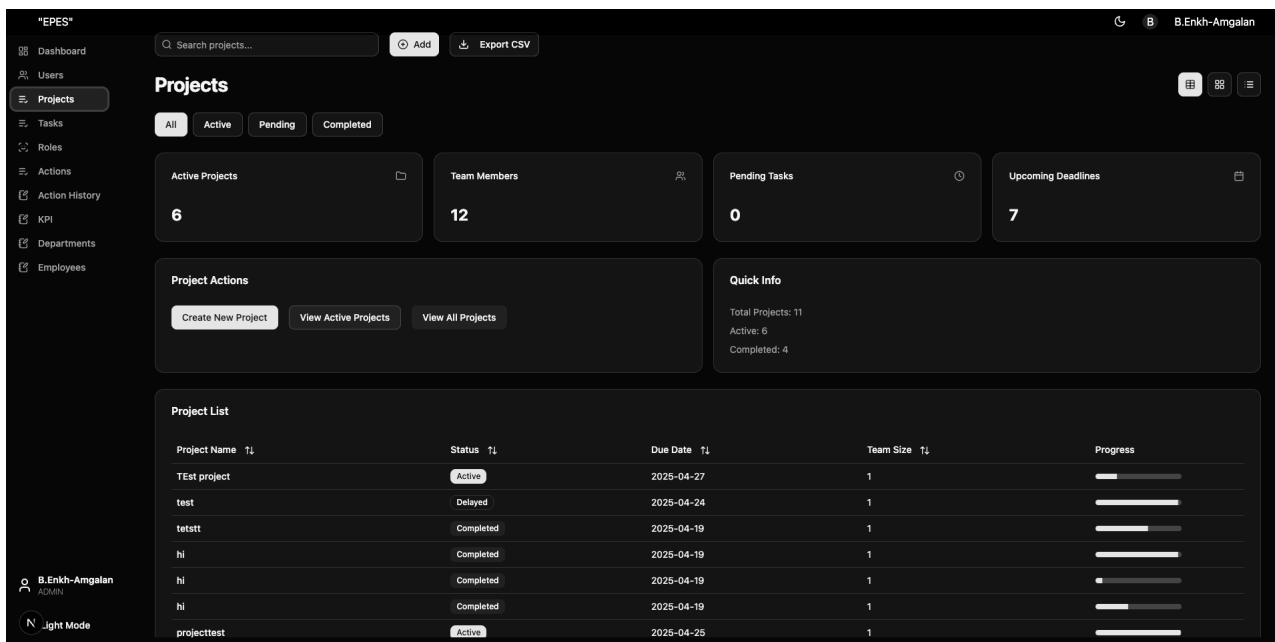 "EPES"
B
B.Enkh-Amgalan
Dashboard
Users
Projects
Tasks
Roles
Actions
Action History
KPI
Departments
Employees
B.Enkh-Amgalan
ADMIN
N
Light Mode
Search projects...
Add
Export CSV
Projects
All Active Pending Completed
Active Projects
6
Team Members
12
Pending Tasks
0
Upcoming Deadlines
7
Project Actions
Create New Project View Active Projects View All Projects
Quick Info
Total Projects: 11
Active: 6
Completed: 4
Project List
Project Name Status Due Date Team Size Progress
TEst project Active 2025-04-27 1
test Delayed 2025-04-24 1
tetstt Completed 2025-04-19 1
hi Completed 2025-04-19 1
hi Completed 2025-04-19 1
hi Completed 2025-04-19 1
projecttest Active 2025-04-25 1